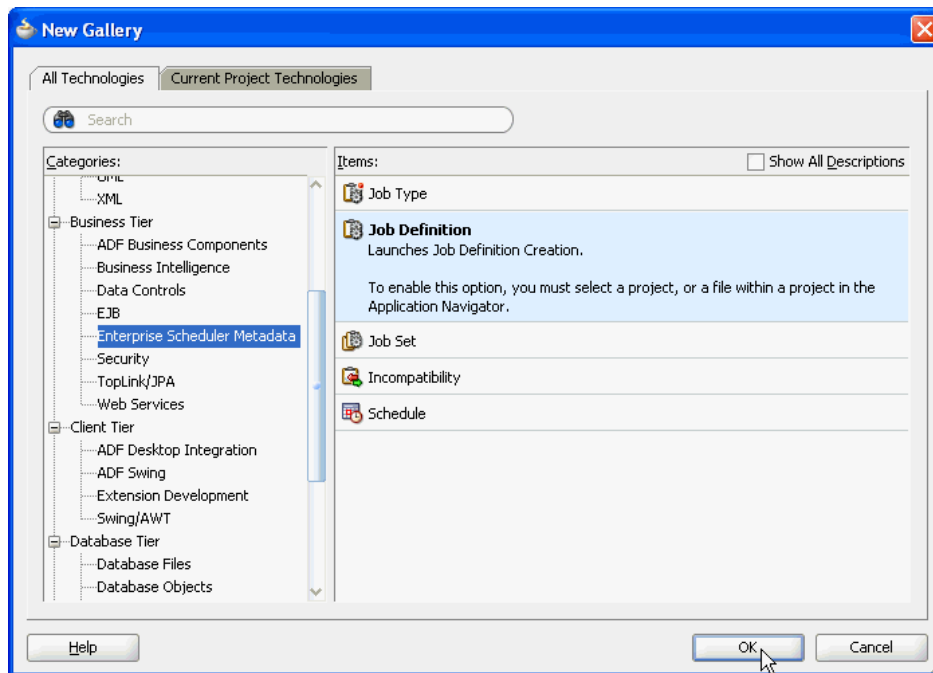 New Gallery
All Technologies
Current Project Technologies
Search
Categories:
UML
XML
Business Tier
ADF Business Components
Business Intelligence
Data Controls
EJB
Enterprise Scheduler Metadata
Security
TopLink/JPA
Web Services
Client Tier
ADF Desktop Integration
ADF Swing
Extension Development
Swing/AWT
Database Tier
Database Files
Database Objects
Items:
Show All Descriptions
Job Type
Job Definition
Launches Job Definition Creation.
To enable this option, you must select a project, or a file within a project in the
Application Navigator.
Job Set
Incompatibility
Schedule
Help
OK
Cancel